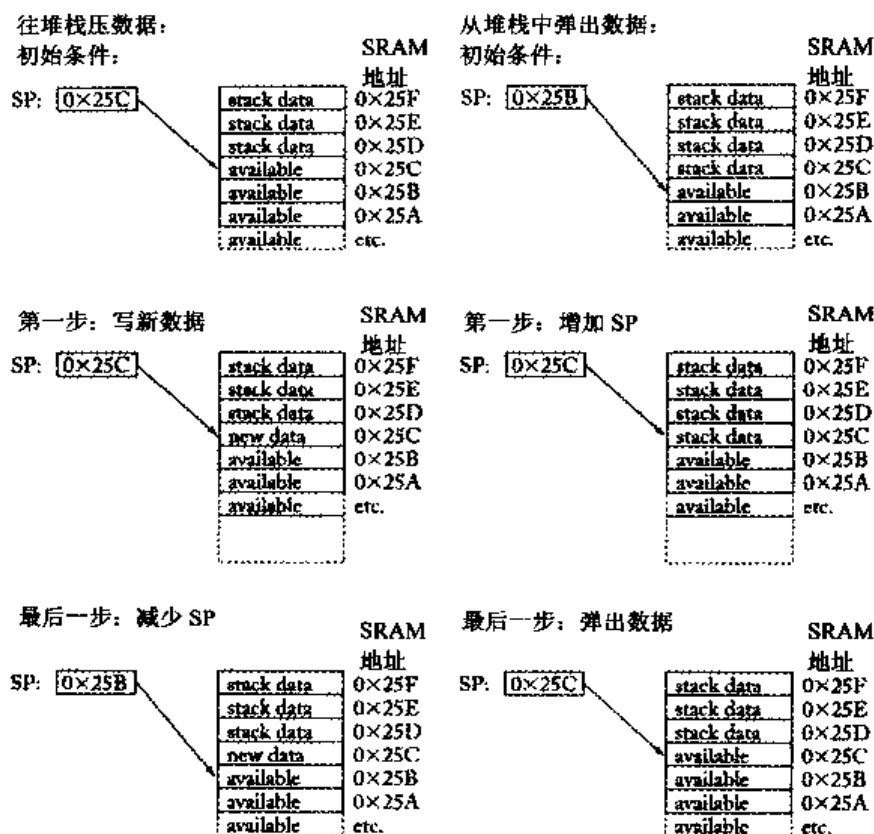 往堆栈压数据：
初始条件：
SRAM
地址
SP: 0×25C
stack data 0×25F
stack data 0×25E
stack data 0×25D
available 0×25C
available 0×25B
available 0×25A
available etc.
从堆栈中弹出数据：
初始条件：
SRAM
地址
SP: 0×25B
stack data 0×25F
stack data 0×25E
stack data 0×25D
stack data 0×25C
available 0×25B
available 0×25A
available etc.
第一步：写新数据
SRAM
地址
SP: 0×25C
stack data 0×25F
stack data 0×25E
stack data 0×25D
new data 0×25C
available 0×25B
available 0×25A
available etc.
第一步：增加 SP
SRAM
地址
SP: 0×25C
stack data 0×25F
stack data 0×25E
stack data 0×25D
stack data 0×25C
available 0×25B
available 0×25A
available etc.
最后一步：减少 SP
SRAM
地址
SP: 0×25B
stack data 0×25F
stack data 0×25E
stack data 0×25D
new data 0×25C
available 0×25B
available 0×25A
available etc.
最后一步：弹出数据
SRAM
地址
SP: 0×25C
stack data 0×25F
stack data 0×25E
stack data 0×25D
available 0×25C
available 0×25B
available 0×25A
available etc.